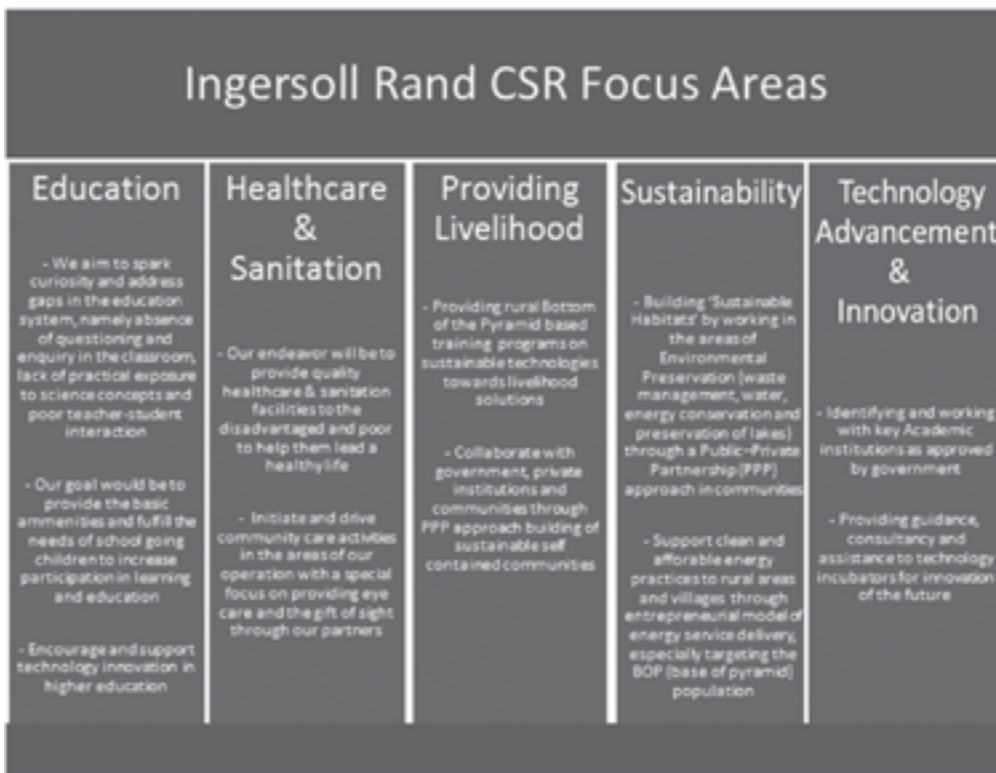 Ingersoll Rand CSR Focus Areas
Education
- We aim to spark
curiosity and address
gaps in the education
system, namely absence
of questioning and
enquiry in the classroom,
lack of practical exposure
to science concepts and
poor teacher-student
interaction
- Our goal would be to
provide the basic
ammenities and fulfill the
needs of school going
children to increase
participation in learning
and education
- Encourage and support
technology innovation in
higher education
Healthcare
&
Sanitation
- Our endeavor will be to
provide quality
healthcare & sanitation
facilities to the
disadvantaged and poor
to help them lead a
healthy life
- Initiate and drive
community care activities
in the areas of our
operation with a special
focus on providing eye
care and the gift of sight
through our partners
Providing
Livelihood
- Providing rural Bottom
of the Pyramid based
training programs on
sustainable technologies
towards livelihood
solutions
- Collaborate with
government, private
institutions and
communities through
PPP approach building of
sustainable self
contained communities
Sustainability
- Building 'Sustainable
Habitats' by working in
the areas of
Environmental
Preservation (waste
management, water,
energy conservation and
preservation of lakes)
through a Public-Private
Partnership (PPP)
approach in communities
- Support clean and
afforable energy
practices to rural areas
and villages through
entrepreneurial model of
energy service delivery,
especially targeting the
BOP (base of pyramid)
population
Technology
Advancement
&
Innovation
- Identifying and working
with key Academic
institutions as approved
by government
- Providing guidance,
consultancy and
assistance to technology
incubators for innovation
of the future